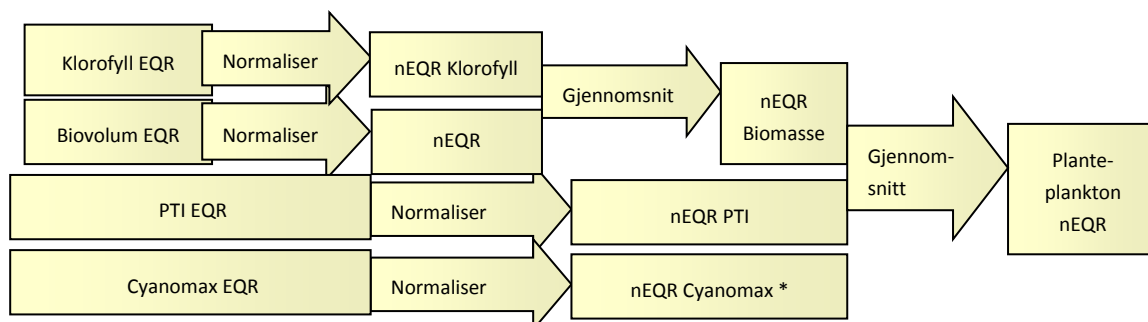 Klorofyll EQR
Normaliser
nEQR Klorofyll
Gjennomsnit
nEQR
Biomasse
Biovolum EQR
Normaliser
nEQR
Gjennom-
snitt
Plante-
plankton
nEQR
PTI EQR
Normaliser
nEQR PTI
Cyanomax EQR
Normaliser
nEQR Cyanomax *